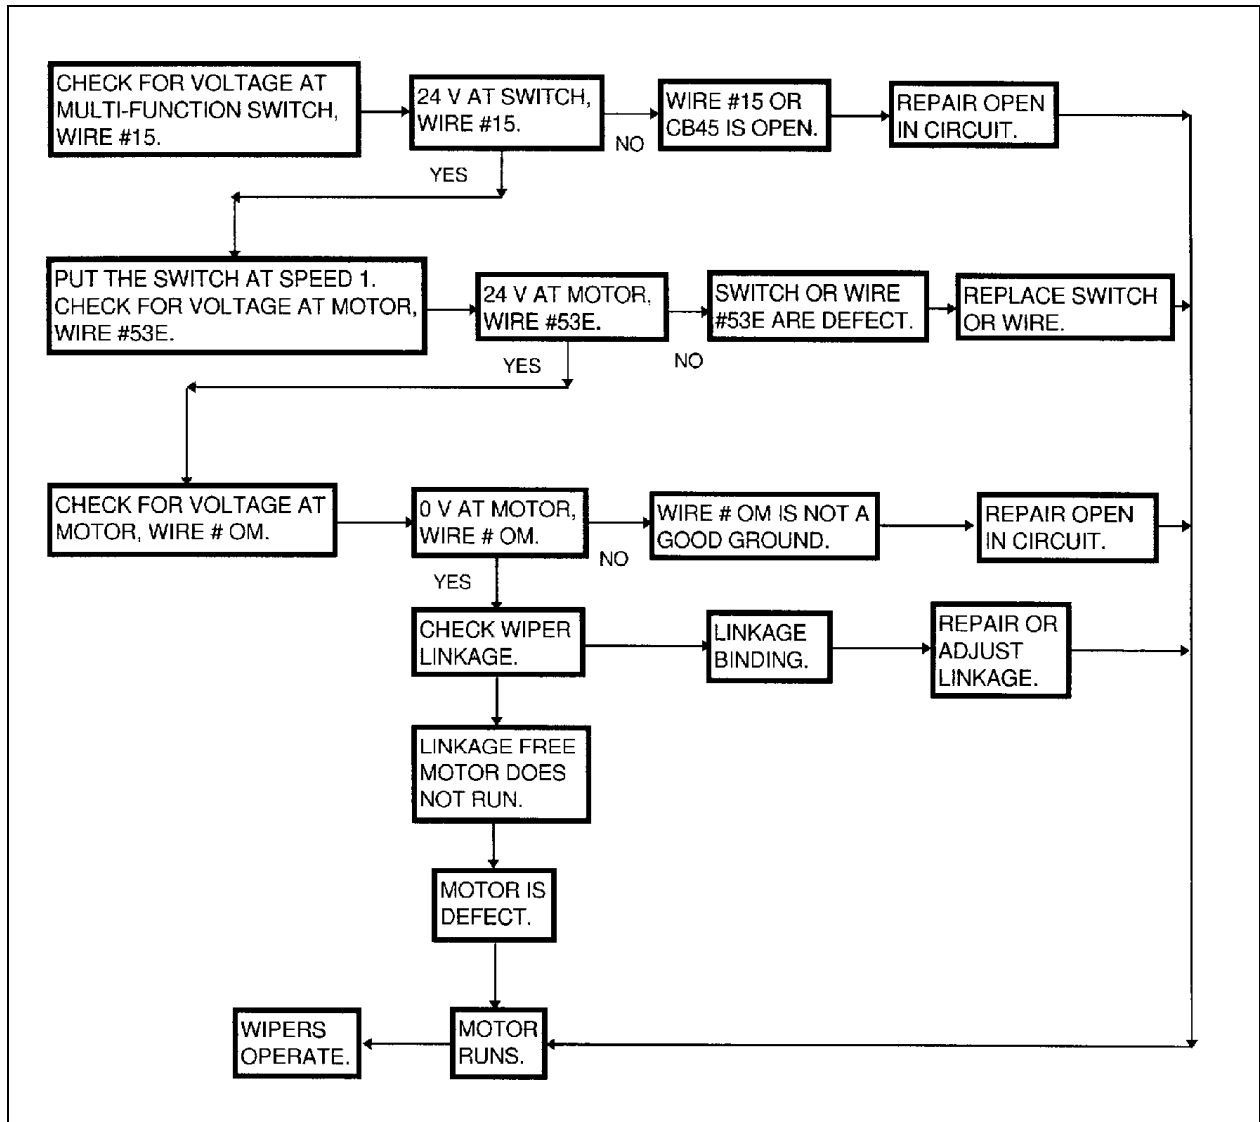 CHECK FOR VOLTAGE AT
MULTI-FUNCTION SWITCH,
WIRE #15.
24 V AT SWITCH,
WIRE #15.
NO
WIRE #15 OR
CB45 IS OPEN.
REPAIR OPEN
IN CIRCUIT.
YES
PUT THE SWITCH AT SPEED 1.
CHECK FOR VOLTAGE AT MOTOR,
WIRE #53E.
24 V AT MOTOR,
WIRE #53E.
NO
SWITCH OR WIRE
#53E ARE DEFECT.
REPLACE SWITCH
OR WIRE.
YES
CHECK FOR VOLTAGE AT
MOTOR, WIRE # OM.
0 V AT MOTOR,
WIRE # OM.
NO
WIRE # OM IS NOT A
GOOD GROUND.
REPAIR OPEN
IN CIRCUIT.
YES
CHECK WIPER
LINKAGE.
LINKAGE
BINDING.
REPAIR OR
ADJUST
LINKAGE.
LINKAGE FREE
MOTOR DOES
NOT RUN.
MOTOR IS
DEFECT.
MOTOR
RUNS.
WIPERS
OPERATE.